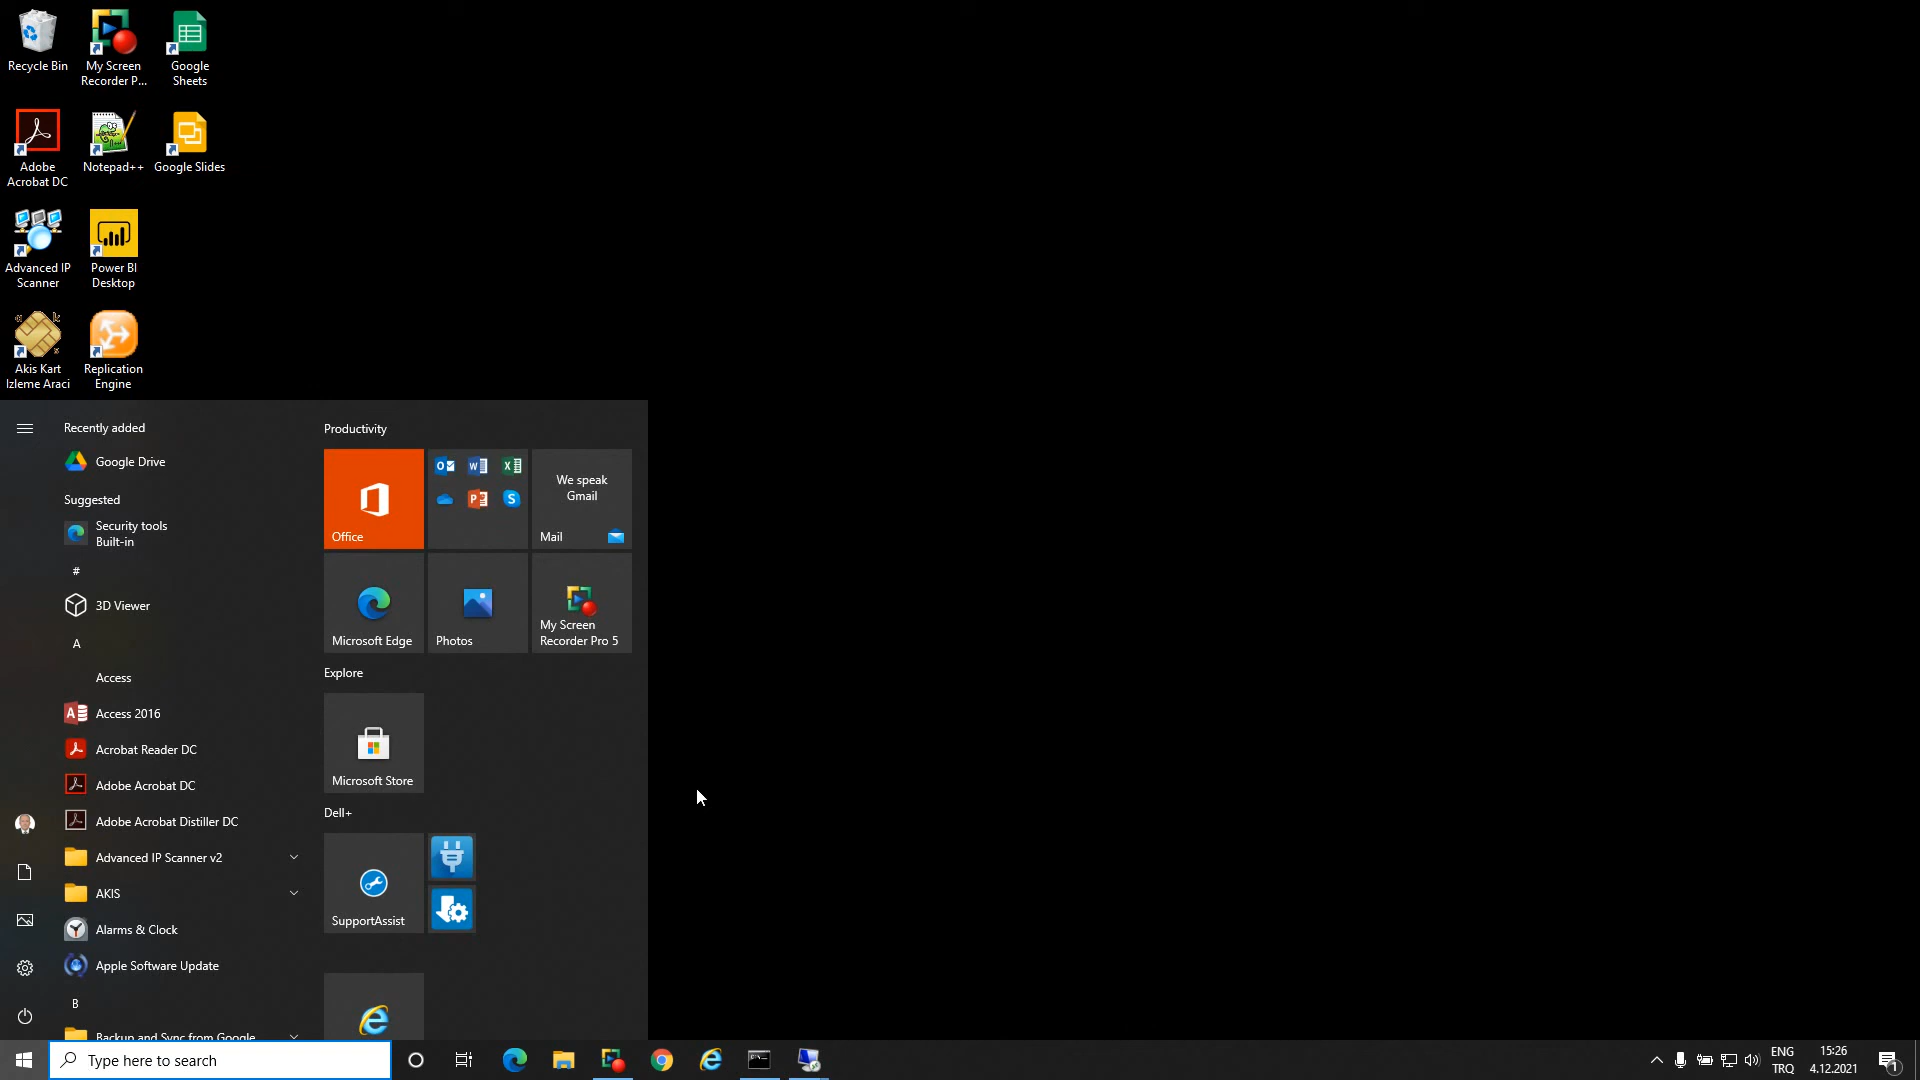 Recycle Bin
My Screen
Recorder P...
Google
Sheets
Adobe
Acrobat DC
Notepad++
Google Slides
Advanced IP
Scanner
Power BI
Desktop
Akis Kart
Izleme Araci
Replication
Engine
Recently added
Google Drive
Suggested
Security tools
Built-in
#
3D Viewer
A
Access
Access 2016
Acrobat Reader DC
Adobe Acrobat DC
Adobe Acrobat Distiller DC
Advanced IP Scanner v2
AKIS
Alarms & Clock
Apple Software Update
B
Backup and Sync from Google
Productivity
Office
We speak
Gmail
Mail
Microsoft Edge
Photos
My Screen
Recorder Pro 5
Explore
Microsoft Store
Dell+
SupportAssist
Type here to search
ENG
TRQ
15:26
4.12.2021
1